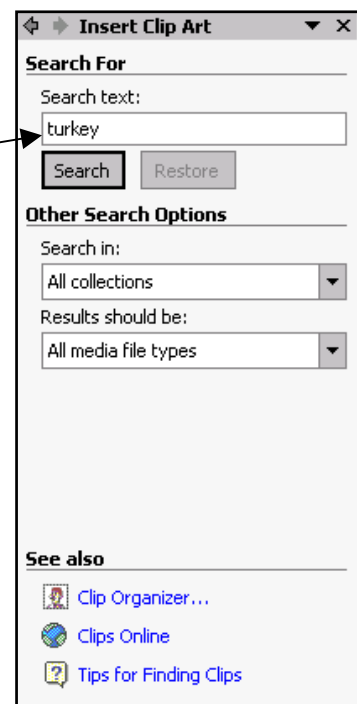 Insert Clip Art
Search For
Search text:
turkey
Search Restore
Other Search Options
Search in:
All collections
Results should be:
All media file types
See also
Clip Organizer...
Clips Online
Tips for Finding Clips